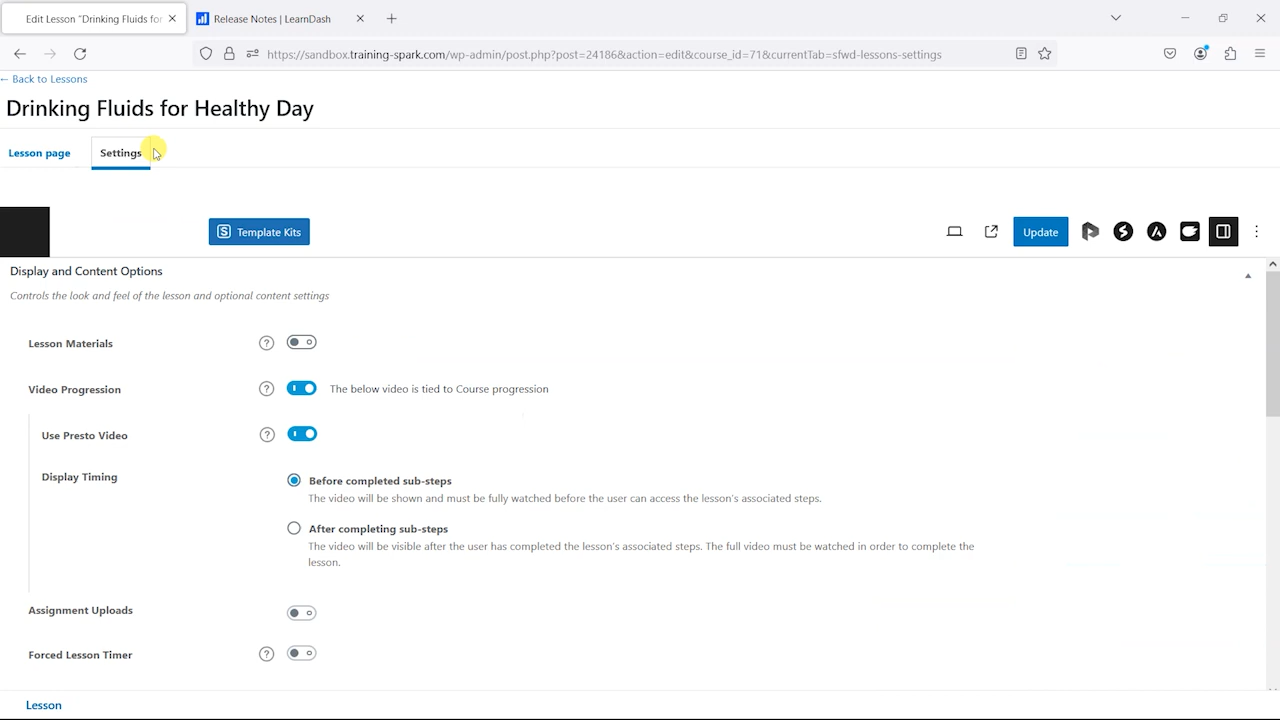 Edit Lesson "Drinking Fluids for
Release Notes | LearnDash
https://sandbox.training-spark.com/wp-admin/post.php?post=24186&action=edit&course_id=71&currentTab=sfwd-lessons-settings
← Back to Lessons
Drinking Fluids for Healthy Day
Lesson page
Settings
Template Kits
Update
Display and Content Options
Controls the look and feel of the lesson and optional content settings
Lesson Materials
Video Progression
The below video is tied to Course progression
Use Presto Video
Display Timing
Before completed sub-steps
The video will be shown and must be fully watched before the user can access the lesson's associated steps.
After completing sub-steps
The video will be visible after the user has completed the lesson's associated steps. The full video must be watched in order to complete the
lesson.
Assignment Uploads
Forced Lesson Timer
Lesson